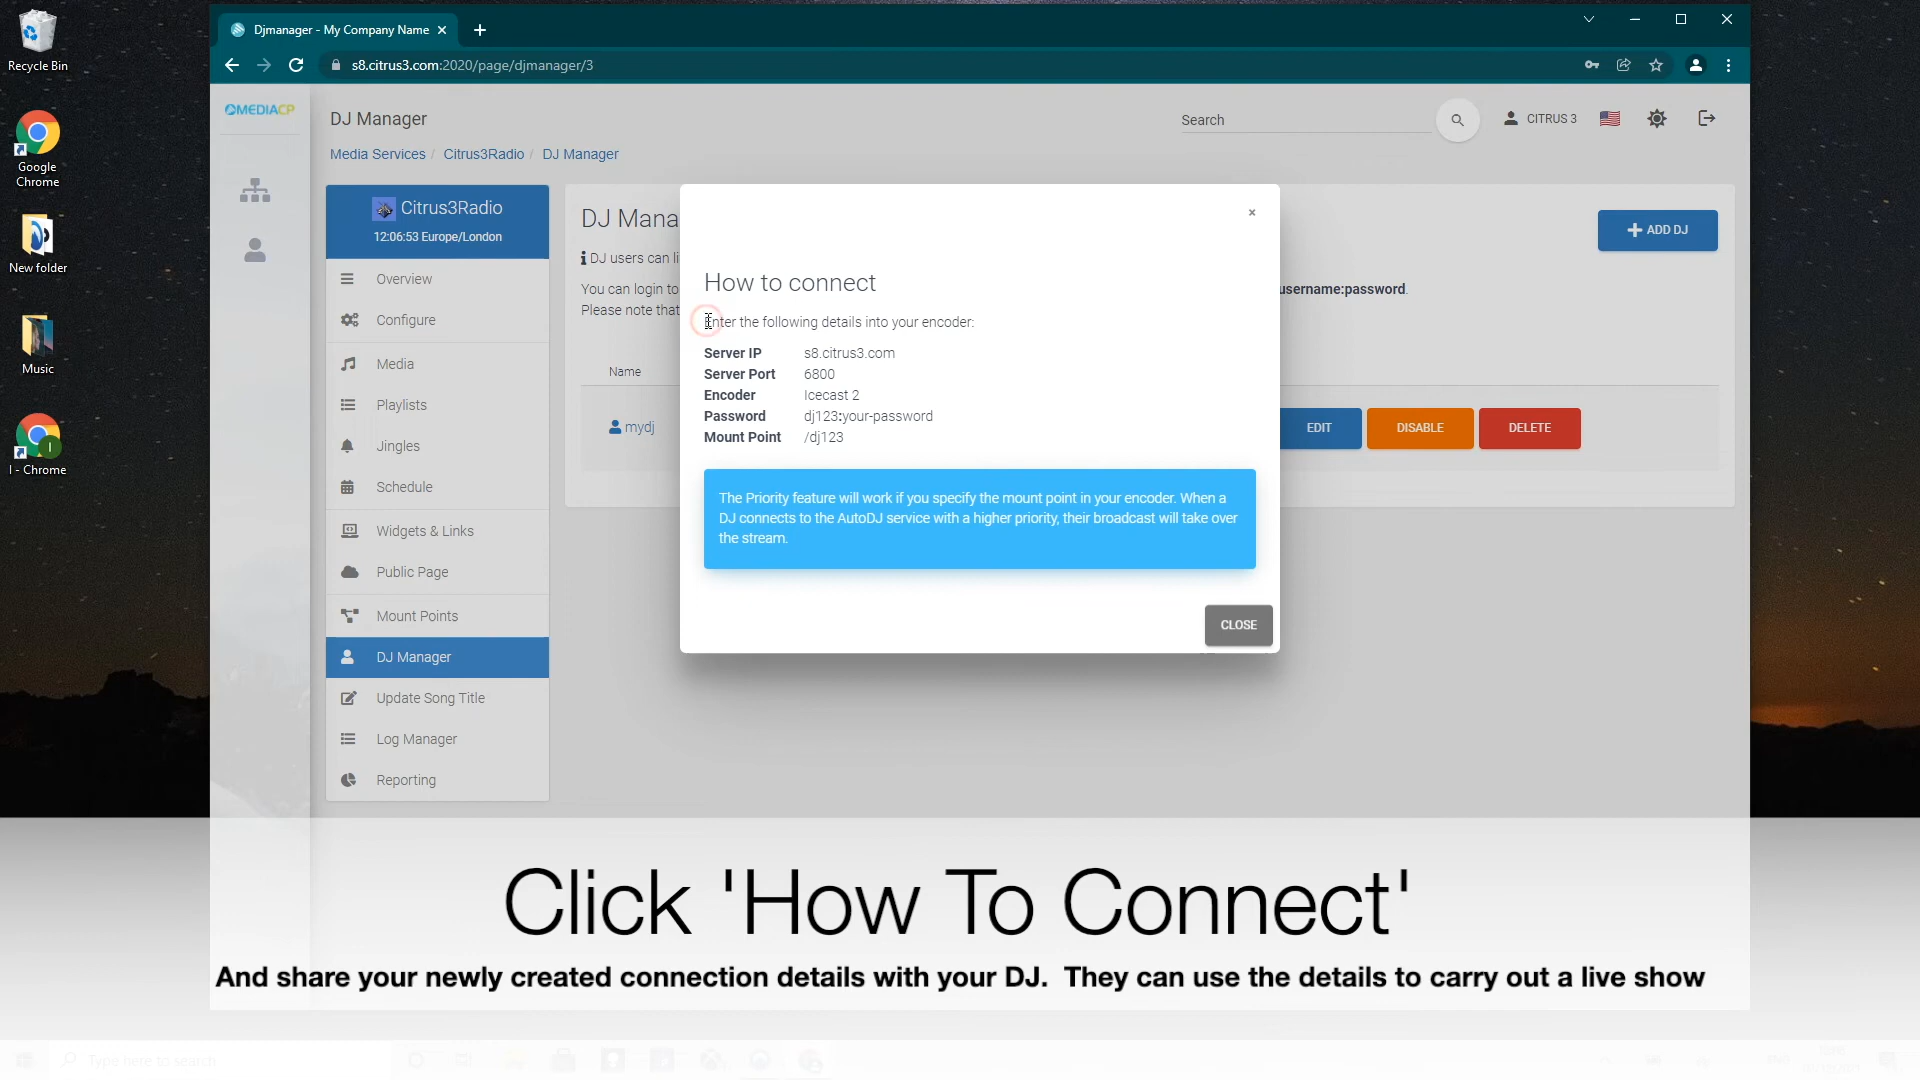 Recycle Bin
Google
Chrome
New folder
Music
I - Chrome
Djmanager - My Company Name
s8.citrus3.com:2020/page/djmanager/3
MEDIACP
DJ Manager
Search
CITRUS 3
Media Services / Citrus3Radio / DJ Manager
Citrus3Radio
12:06:53 Europe/London
Overview
Configure
Media
Playlists
Jingles
Schedule
Widgets & Links
Public Page
Mount Points
DJ Manager
Update Song Title
Log Manager
Reporting
DJ Mana
ADD DJ
DJ users can li
You can login to
username:password.
Please note that
Name
mydj
EDIT
DISABLE
DELETE
×
How to connect
Enter the following details into your encoder:
Server IP s8.citrus3.com
Server Port 6800
Encoder Icecast 2
Password dj123:your-password
Mount Point /dj123
The Priority feature will work if you specify the mount point in your encoder. When a
DJ connects to the AutoDJ service with a higher priority, their broadcast will take over
the stream.
CLOSE
Click 'How To Connect'
And share your newly created connection details with your DJ. They can use the details to carry out a live show
Type here to search